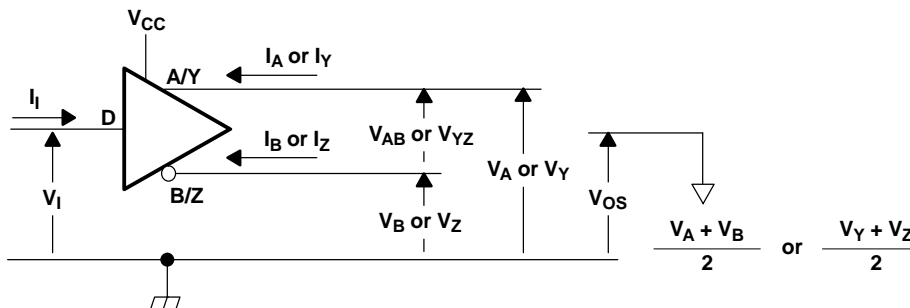 V_CC
I_A or I_Y
A/Y
I_I
D
I_B or I_Z
V_AB or V_YZ
V_A or V_Y
V_I
B/Z
V_B or V_Z
V_OS
V_A + V_B
2
or
V_Y + V_Z
2